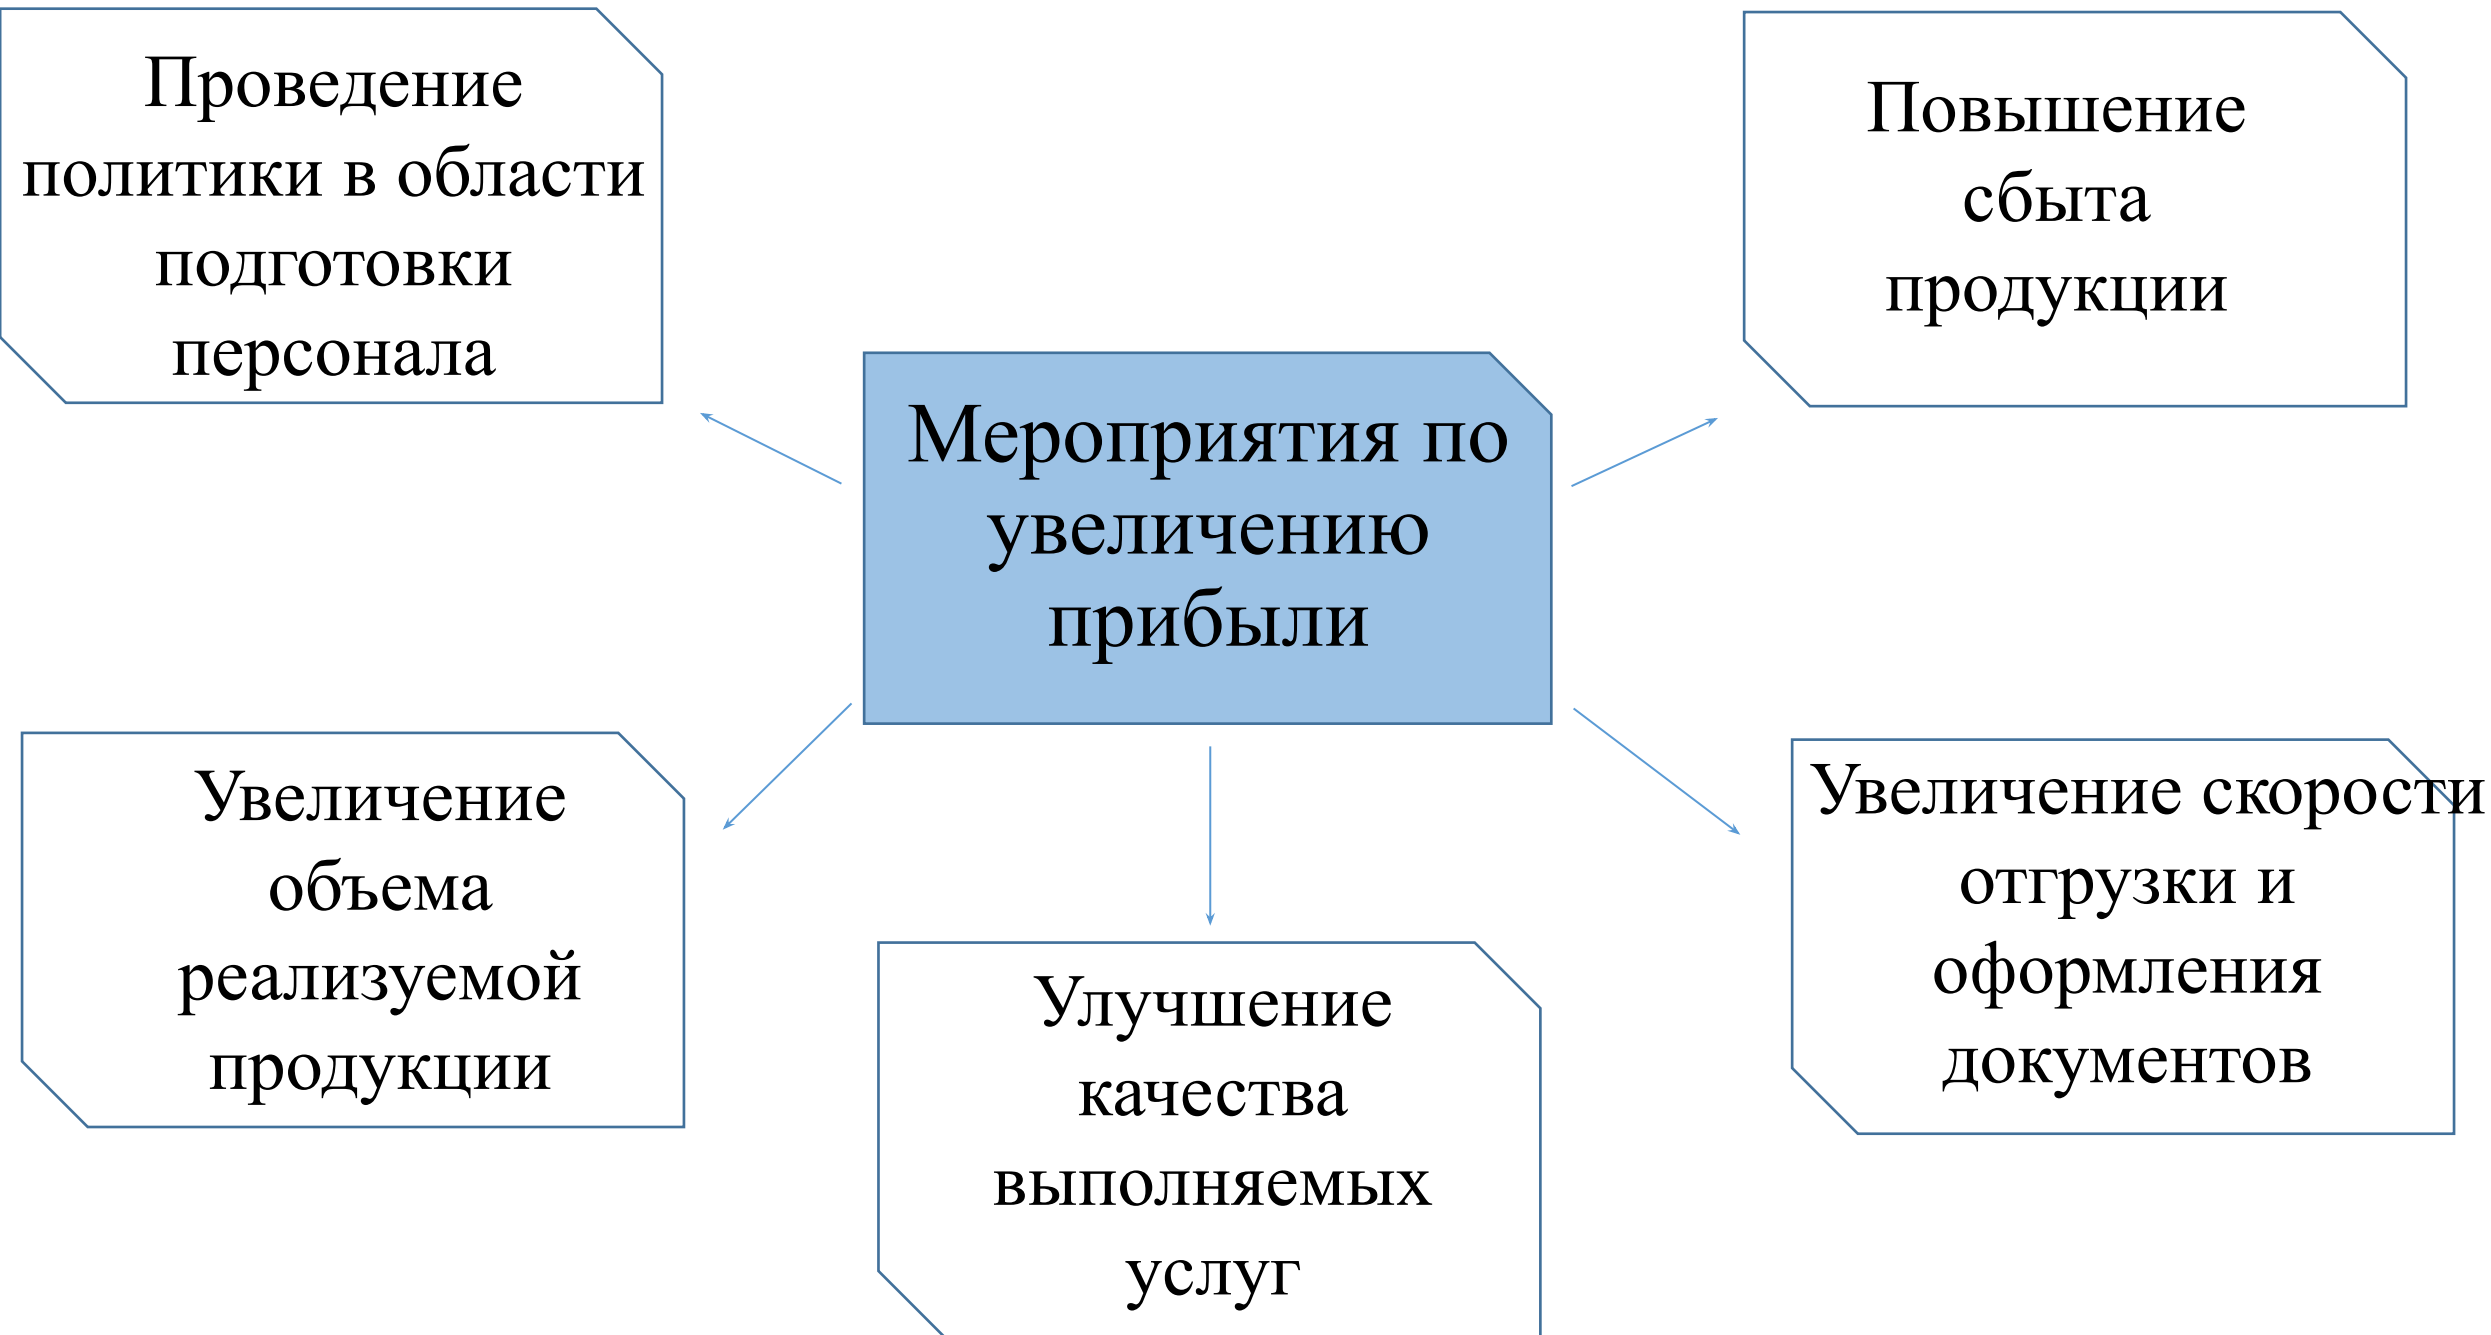 Проведение
политики в области
подготовки
персонала
Повышение
сбыта
продукции
Мероприятия по
увеличению
прибыли
Увеличение
объема
реализуемой
продукции
Улучшение
качества
выполняемых
услуг
Увеличение скорости
отгрузки и
оформления
документов